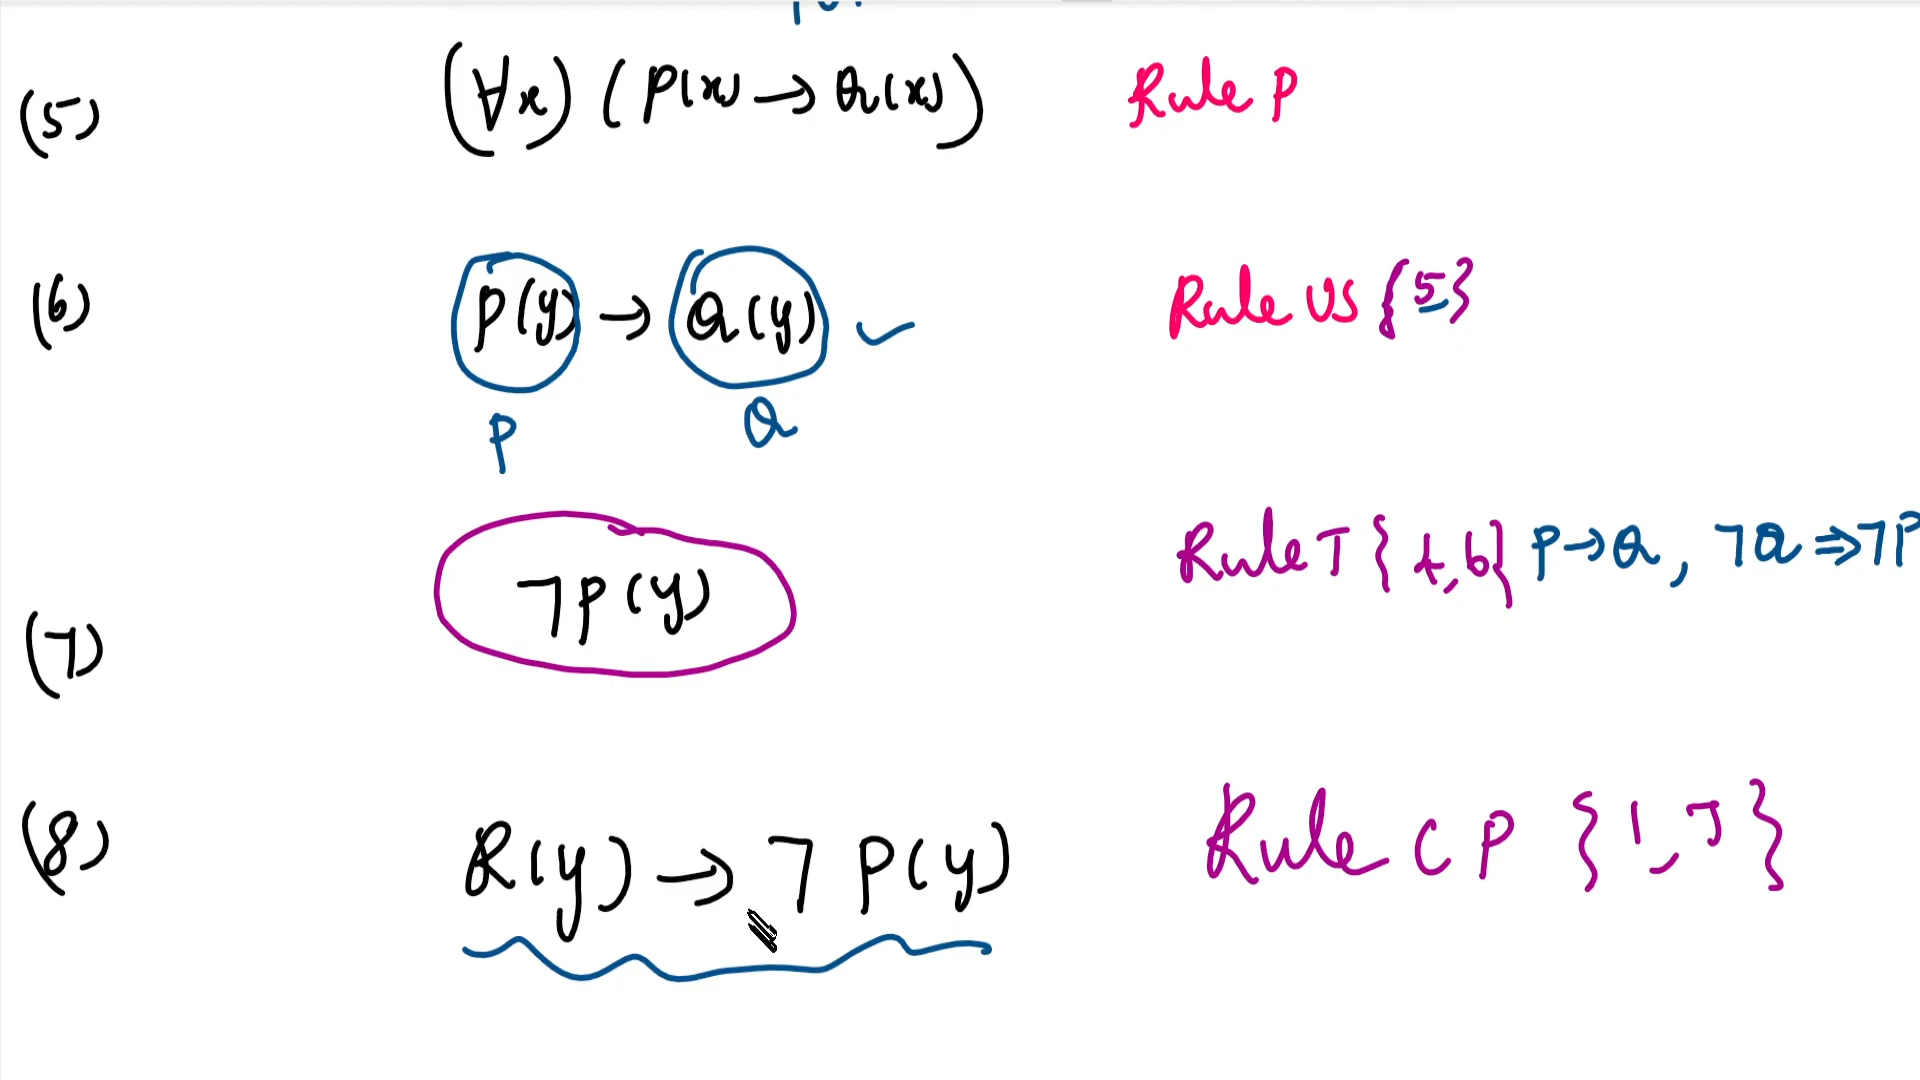 (5) (∀x) (P(x) → Q(x)) Rule P
(6) P(y) → Q(y) ✓ Rule US {5}
P Q
(7) ¬P(y) Rule T {4,6} P→Q, ¬Q ⇒ ¬P
(8) R(y) → ¬ P(y) Rule CP {1,7}